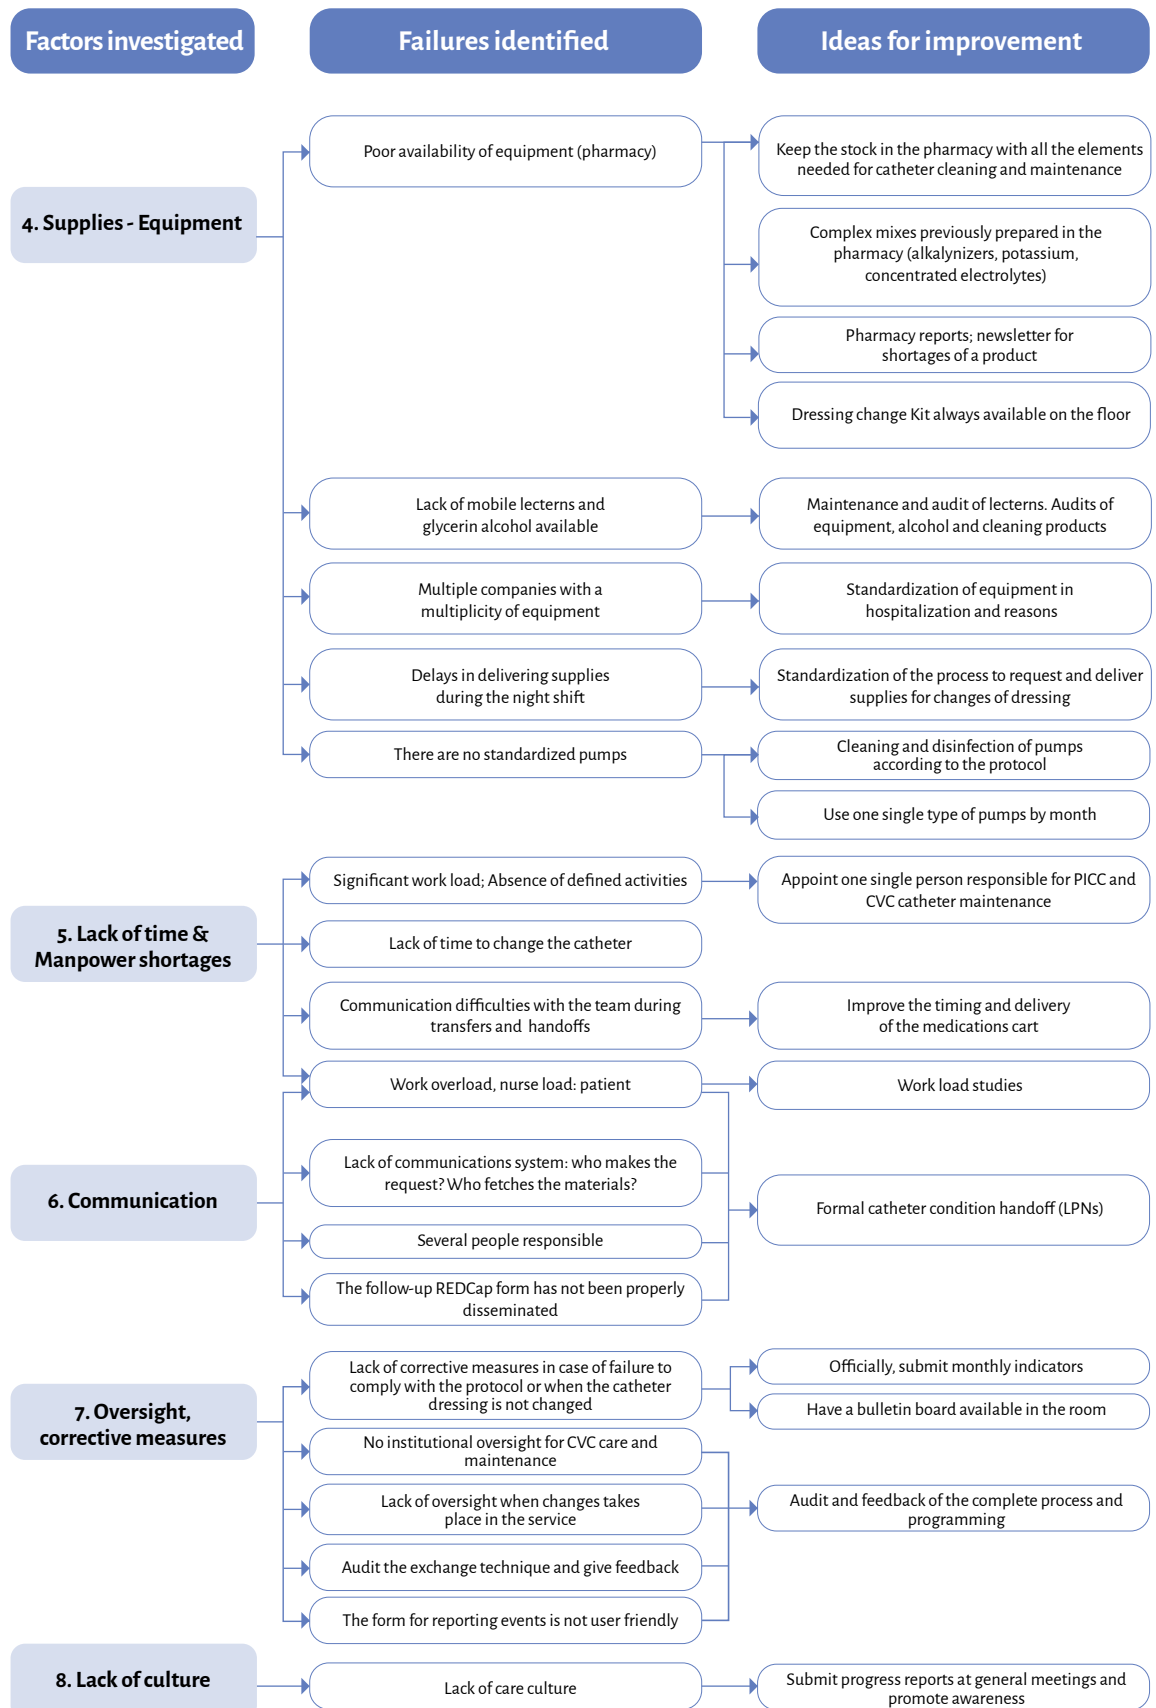 Factors investigated
Failures identified
Ideas for improvement
4. Supplies - Equipment
Poor availability of equipment (pharmacy)
Keep the stock in the pharmacy with all the elements
needed for catheter cleaning and maintenance
Complex mixes previously prepared in the
pharmacy (alkalynizers, potassium,
concentrated electrolytes)
Pharmacy reports; newsletter for
shortages of a product
Dressing change Kit always available on the floor
Lack of mobile lecterns and
glycerin alcohol available
Maintenance and audit of lecterns. Audits of
equipment, alcohol and cleaning products
Multiple companies with a
multiplicity of equipment
Standardization of equipment in
hospitalization and reasons
Delays in delivering supplies
during the night shift
Standardization of the process to request and deliver
supplies for changes of dressing
There are no standardized pumps
Cleaning and disinfection of pumps
according to the protocol
Use one single type of pumps by month
5. Lack of time &
Manpower shortages
Significant work load; Absence of defined activities
Appoint one single person responsible for PICC and
CVC catheter maintenance
Lack of time to change the catheter
Communication difficulties with the team during
transfers and handoffs
Improve the timing and delivery
of the medications cart
Work overload, nurse load: patient
Work load studies
6. Communication
Lack of communications system: who makes the
request? Who fetches the materials?
Several people responsible
The follow-up REDCap form has not been properly
disseminated
Formal catheter condition handoff (LPNs)
7. Oversight,
corrective measures
Lack of corrective measures in case of failure to
comply with the protocol or when the catheter
dressing is not changed
Officially, submit monthly indicators
Have a bulletin board available in the room
No institutional oversight for CVC care and
maintenance
Lack of oversight when changes takes
place in the service
Audit the exchange technique and give feedback
The form for reporting events is not user friendly
Audit and feedback of the complete process and
programming
8. Lack of culture
Lack of care culture
Submit progress reports at general meetings and
promote awareness